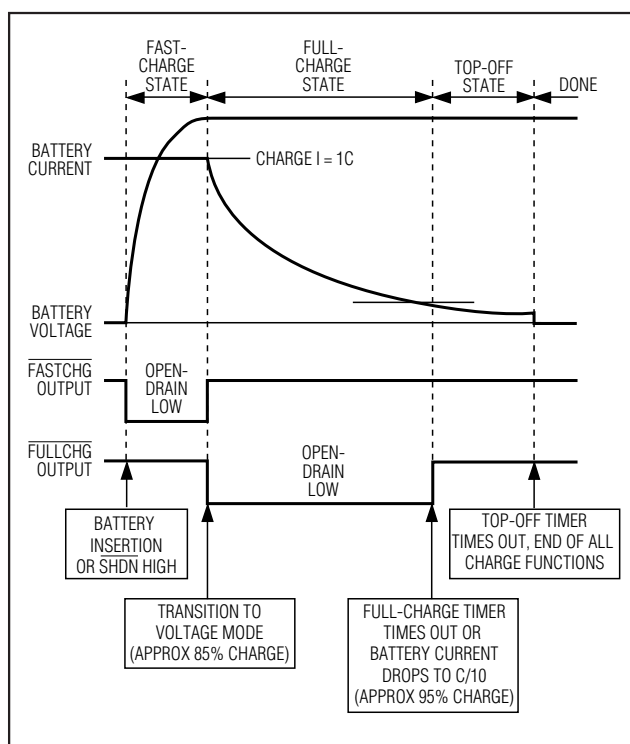 FAST-
CHARGE
STATE
FULL-
CHARGE
STATE
TOP-OFF
STATE
DONE
BATTERY
CURRENT
CHARGE I = 1C
BATTERY
VOLTAGE
FASTCHG
OUTPUT
OPEN-
DRAIN
LOW
FULLCHG
OUTPUT
OPEN-
DRAIN
LOW
BATTERY
INSERTION
OR SHDN HIGH
TOP-OFF TIMER
TIMES OUT, END OF ALL
CHARGE FUNCTIONS
TRANSITION TO
VOLTAGE MODE
(APPROX 85% CHARGE)
FULL-CHARGE TIMER
TIMES OUT OR
BATTERY CURRENT
DROPS TO C/10
(APPROX 95% CHARGE)